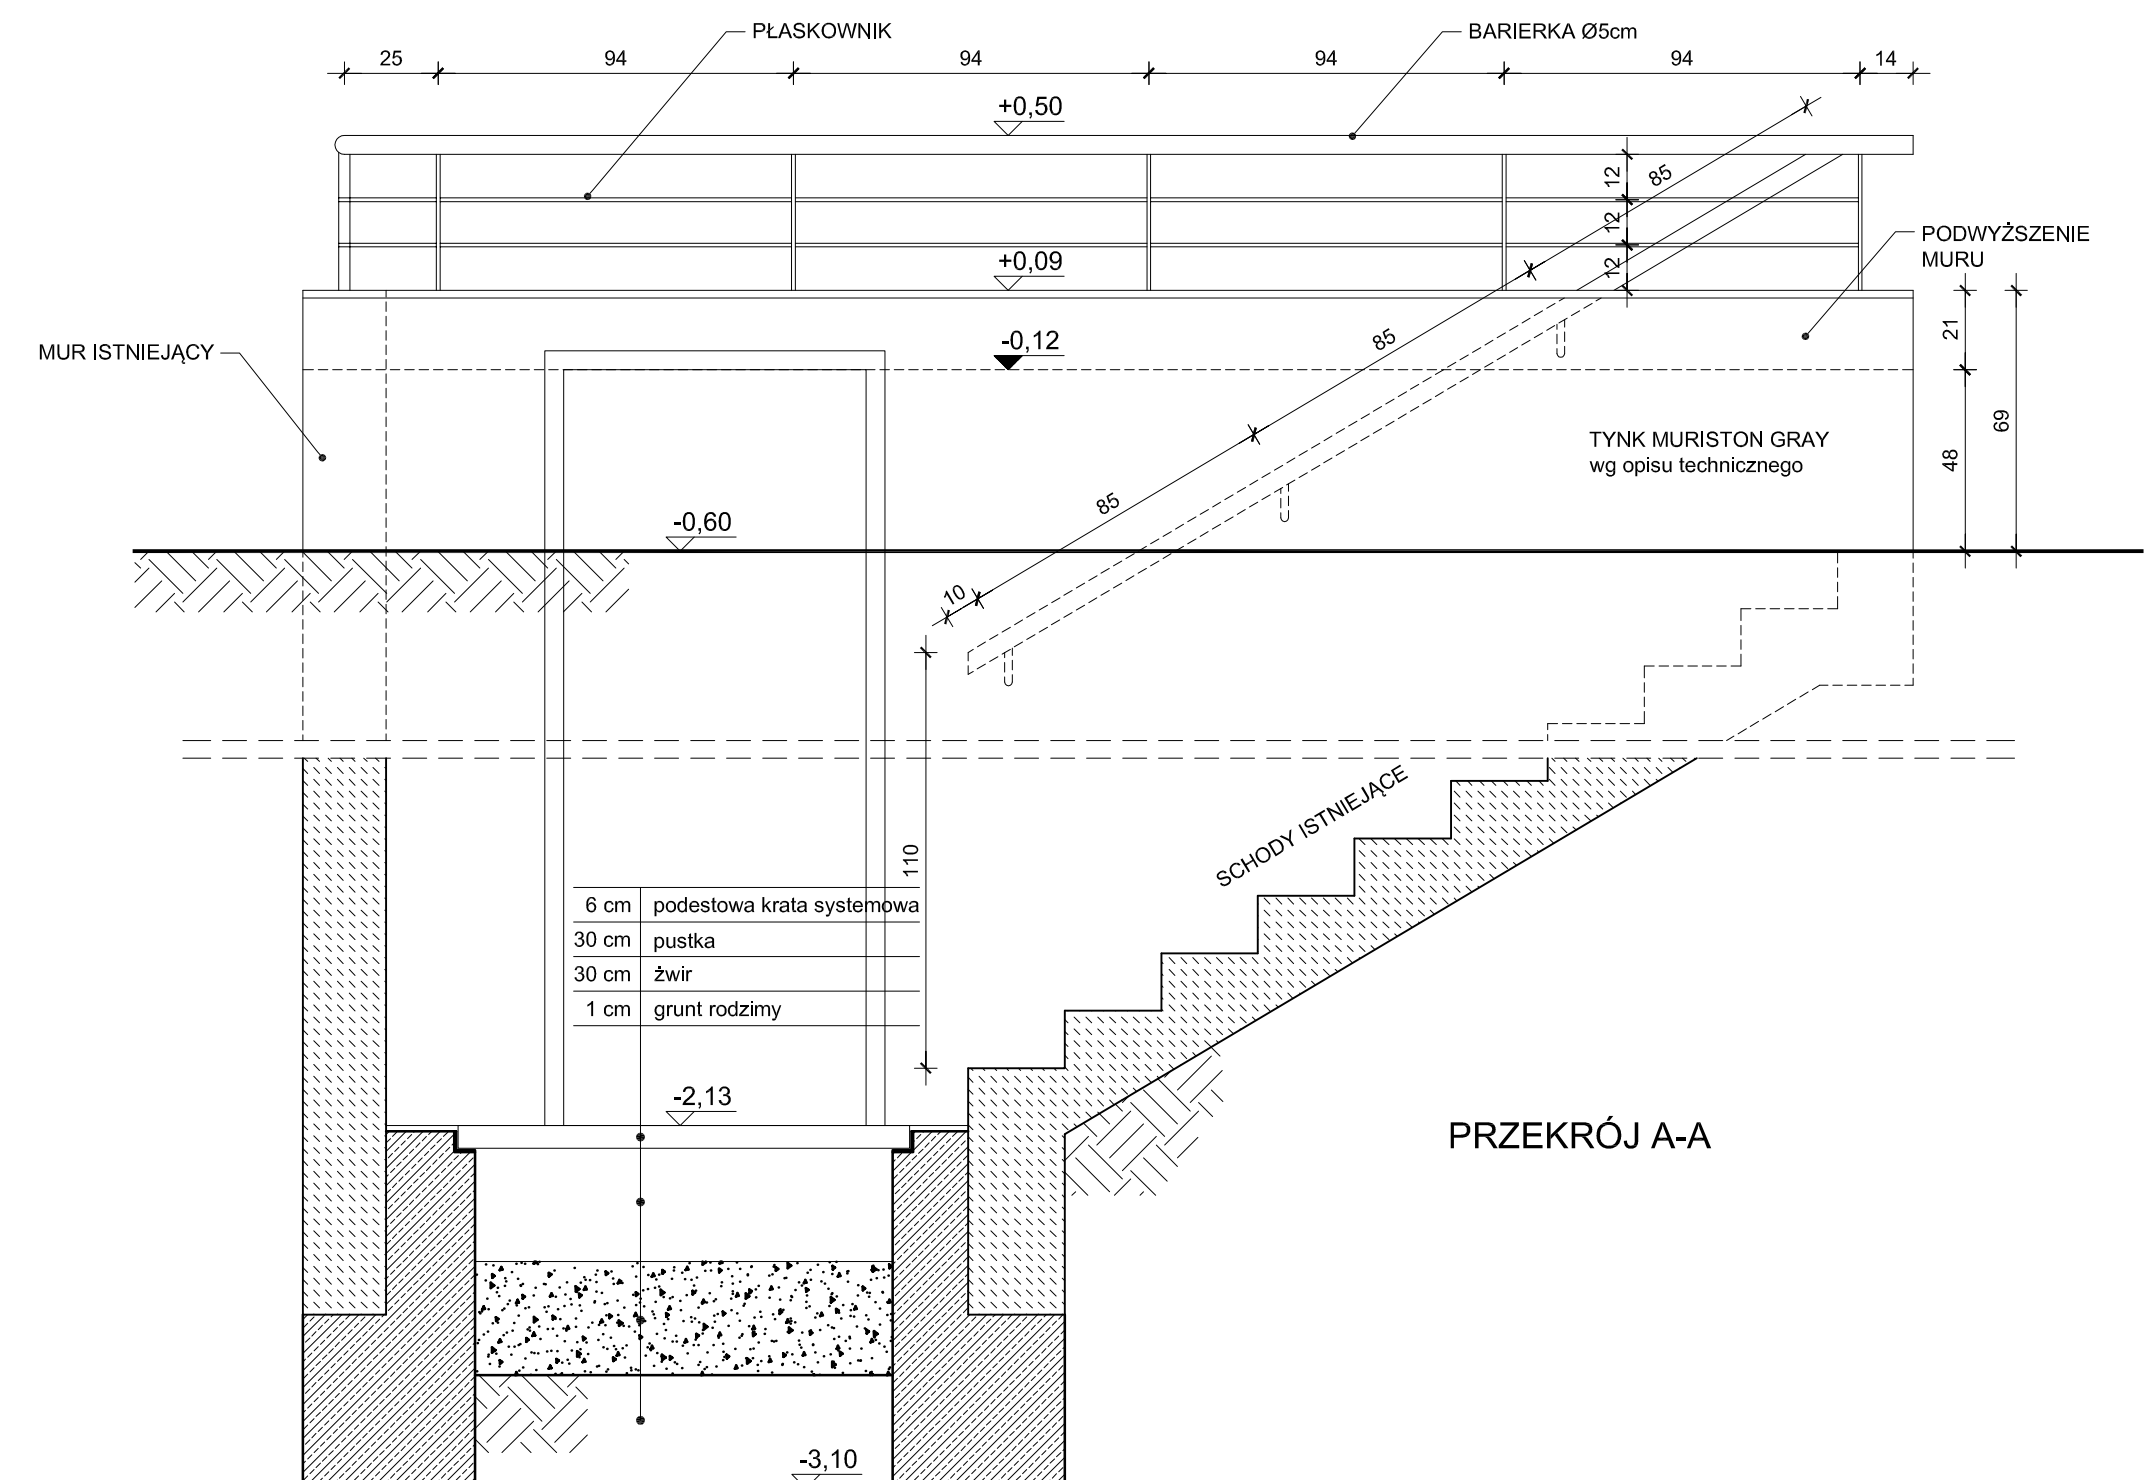 PŁASKOWNIK
BARIERKA Ø5cm
25
94
94
94
94
14
+0,50
12
85
12
PODWYŻSZENIE
MURU
+0,09
12
21
-0,12
85
MUR ISTNIEJĄCY
69
TYNK MURISTON GRAY
wg opisu technicznego
48
85
-0,60
10
SCHODY ISTNIEJĄCE
110
6 cm podestowa krata systemowa
30 cm pustka
30 cm żwir
1 cm grunt rodzimy
-2,13
PRZEKRÓJ A-A
-3,10